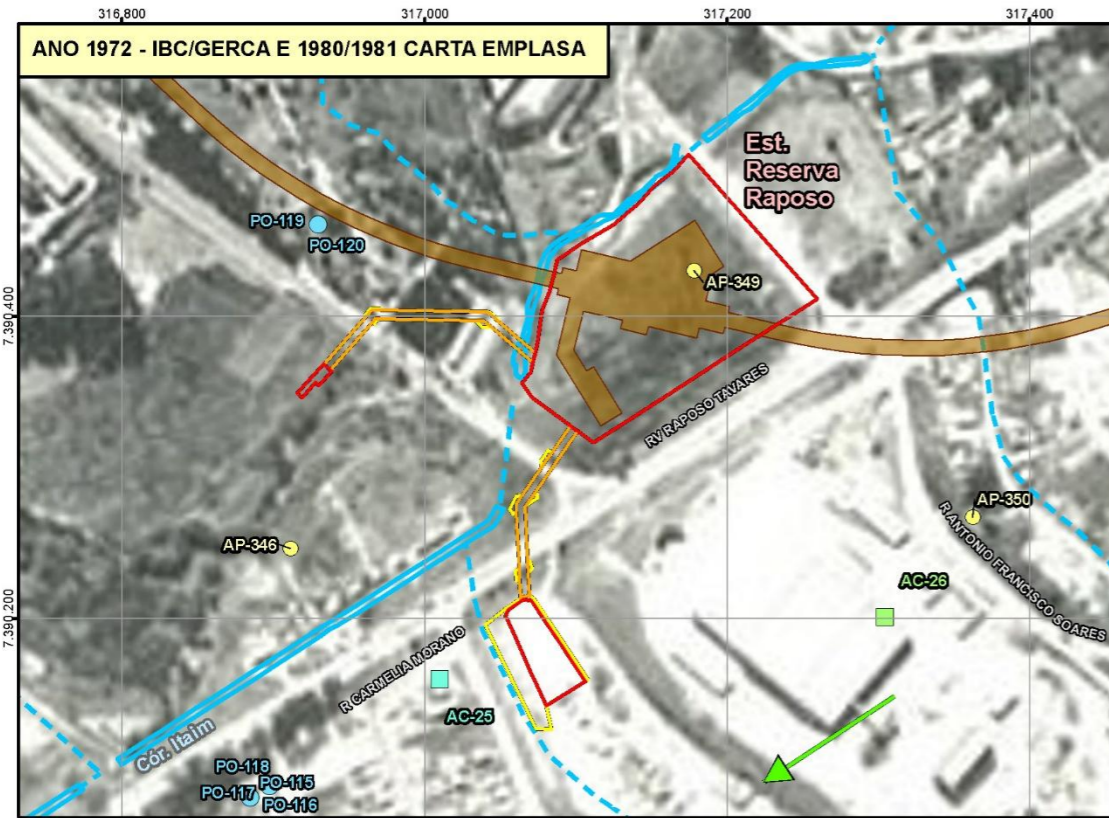 316,800
317,000
317,200
317,400
ANO 1972 - IBC/GERCA E 1980/1981 CARTA EMPLASA
Est.
Reserva
Raposo
PO-119
PO-120
AP-349
7.390,400
RV RAPOSO TAVARES
AP-350
AP-346
R ANTONIO FRANCISCO SOARES
AC-26
7.390,200
R CARMELIA MORANO
AC-25
Cór. Itaim
PO-118
PO-115
PO-117
PO-116